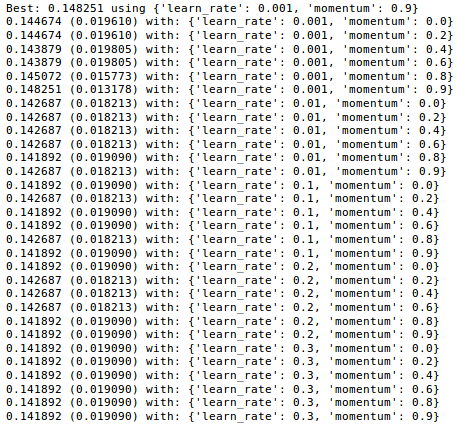 Best: 0.148251 using {'learn_rate': 0.001, 'momentum': 0.9}
0.144674 (0.019610) with: {'learn_rate': 0.001, 'momentum': 0.0}
0.144674 (0.019610) with: {'learn_rate': 0.001, 'momentum': 0.2}
0.143879 (0.019805) with: {'learn_rate': 0.001, 'momentum': 0.4}
0.143879 (0.019805) with: {'learn_rate': 0.001, 'momentum': 0.6}
0.145072 (0.015773) with: {'learn_rate': 0.001, 'momentum': 0.8}
0.148251 (0.013178) with: {'learn_rate': 0.001, 'momentum': 0.9}
0.142687 (0.018213) with: {'learn_rate': 0.01, 'momentum': 0.0}
0.142687 (0.018213) with: {'learn_rate': 0.01, 'momentum': 0.2}
0.142687 (0.018213) with: {'learn_rate': 0.01, 'momentum': 0.4}
0.142687 (0.018213) with: {'learn_rate': 0.01, 'momentum': 0.6}
0.141892 (0.019090) with: {'learn_rate': 0.01, 'momentum': 0.8}
0.142687 (0.018213) with: {'learn_rate': 0.01, 'momentum': 0.9}
0.141892 (0.019090) with: {'learn_rate': 0.1, 'momentum': 0.0}
0.142687 (0.018213) with: {'learn_rate': 0.1, 'momentum': 0.2}
0.141892 (0.019090) with: {'learn_rate': 0.1, 'momentum': 0.4}
0.141892 (0.019090) with: {'learn_rate': 0.1, 'momentum': 0.6}
0.142687 (0.018213) with: {'learn_rate': 0.1, 'momentum': 0.8}
0.141892 (0.019090) with: {'learn_rate': 0.1, 'momentum': 0.9}
0.141892 (0.019090) with: {'learn_rate': 0.2, 'momentum': 0.0}
0.142687 (0.018213) with: {'learn_rate': 0.2, 'momentum': 0.2}
0.142687 (0.018213) with: {'learn_rate': 0.2, 'momentum': 0.4}
0.142687 (0.018213) with: {'learn_rate': 0.2, 'momentum': 0.6}
0.141892 (0.019090) with: {'learn_rate': 0.2, 'momentum': 0.8}
0.141892 (0.019090) with: {'learn_rate': 0.2, 'momentum': 0.9}
0.141892 (0.019090) with: {'learn_rate': 0.3, 'momentum': 0.0}
0.141892 (0.019090) with: {'learn_rate': 0.3, 'momentum': 0.2}
0.141892 (0.019090) with: {'learn_rate': 0.3, 'momentum': 0.4}
0.141892 (0.019090) with: {'learn_rate': 0.3, 'momentum': 0.6}
0.141892 (0.019090) with: {'learn_rate': 0.3, 'momentum': 0.8}
0.141892 (0.019090) with: {'learn_rate': 0.3, 'momentum': 0.9}